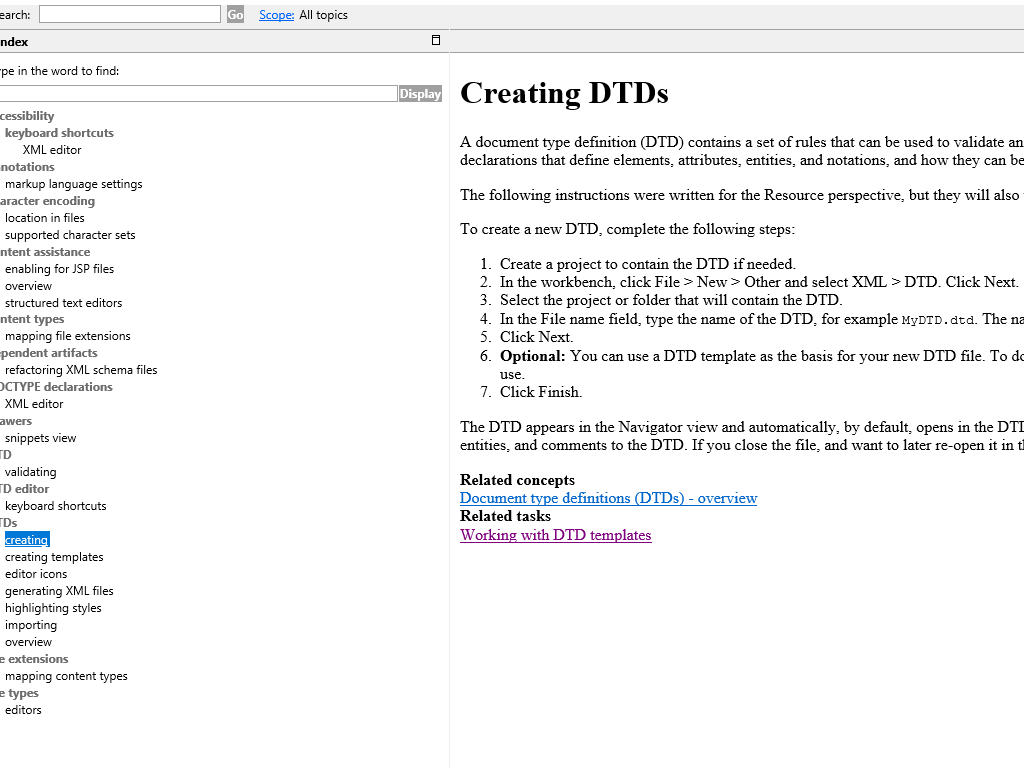 earch:
Go
Scope: All topics
ndex
ype in the word to find:
Display
ccessibility
keyboard shortcuts
XML editor
nnotations
markup language settings
aracter encoding
location in files
supported character sets
ntent assistance
enabling for JSP files
overview
structured text editors
ntent types
mapping file extensions
ependent artifacts
refactoring XML schema files
OCTYPE declarations
XML editor
awers
snippets view
TD
validating
TD editor
keyboard shortcuts
TDs
creating
creating templates
editor icons
generating XML files
highlighting styles
importing
overview
e extensions
mapping content types
e types
editors
Creating DTDs
A document type definition (DTD) contains a set of rules that can be used to validate an
declarations that define elements, attributes, entities, and notations, and how they can be
The following instructions were written for the Resource perspective, but they will also
To create a new DTD, complete the following steps:
1. Create a project to contain the DTD if needed.
2. In the workbench, click File > New > Other and select XML > DTD. Click Next.
3. Select the project or folder that will contain the DTD.
4. In the File name field, type the name of the DTD, for example MyDTD.dtd. The na
5. Click Next.
6. Optional: You can use a DTD template as the basis for your new DTD file. To do
use.
7. Click Finish.
The DTD appears in the Navigator view and automatically, by default, opens in the DTD
entities, and comments to the DTD. If you close the file, and want to later re-open it in th
Related concepts
Document type definitions (DTDs) - overview
Related tasks
Working with DTD templates